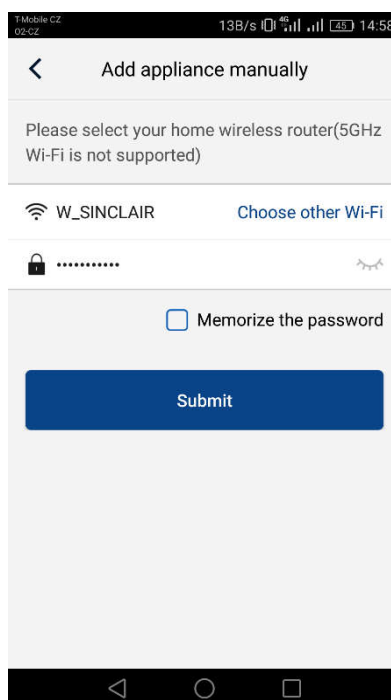 T-Mobile CZ
O2-CZ
13B/s 4G 45 14:58
Add appliance manually
Please select your home wireless router(5GHz
Wi-Fi is not supported)
W_SINCLAIR Choose other Wi-Fi
•••••••••••
Memorize the password
Submit